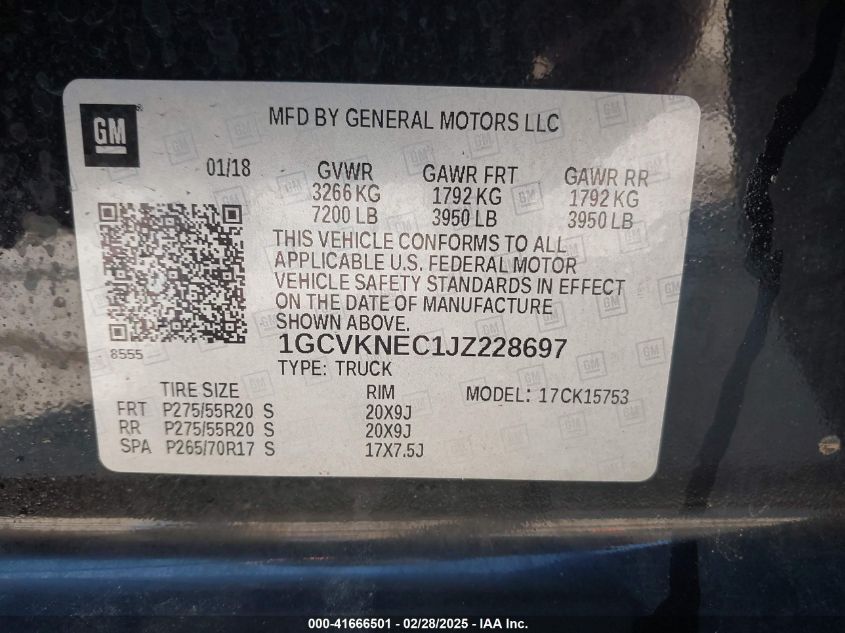 GM
MFD BY GENERAL MOTORS LLC
01/18 GVWR GAWR FRT GAWR RR
3266 KG 1792 KG 1792 KG
7200 LB 3950 LB 3950 LB
THIS VEHICLE CONFORMS TO ALL
APPLICABLE U.S. FEDERAL MOTOR
VEHICLE SAFETY STANDARDS IN EFFECT
ON THE DATE OF MANUFACTURE
SHOWN ABOVE.
8555
1GCVKNEC1JZ228697
TYPE: TRUCK
TIRE SIZE RIM MODEL: 17CK15753
FRT P275/55R20 S 20X9J
RR P275/55R20 S 20X9J
SPA P265/70R17 S 17X7.5J
000-41666501 - 02/28/2025 - IAA Inc.